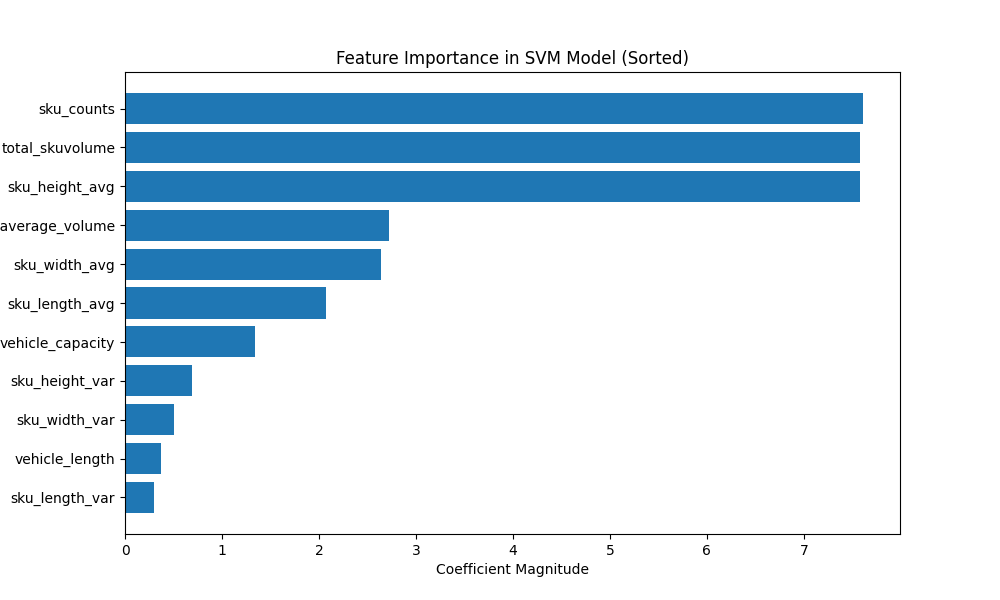 Feature Importance in SVM Model (Sorted)
sku_counts
total_skuvolume
sku_height_avg
average_volume
sku_width_avg
sku_length_avg
vehicle_capacity
sku_height_var
sku_width_var
vehicle_length
sku_length_var
0 1 2 3 4 5 6 7
Coefficient Magnitude